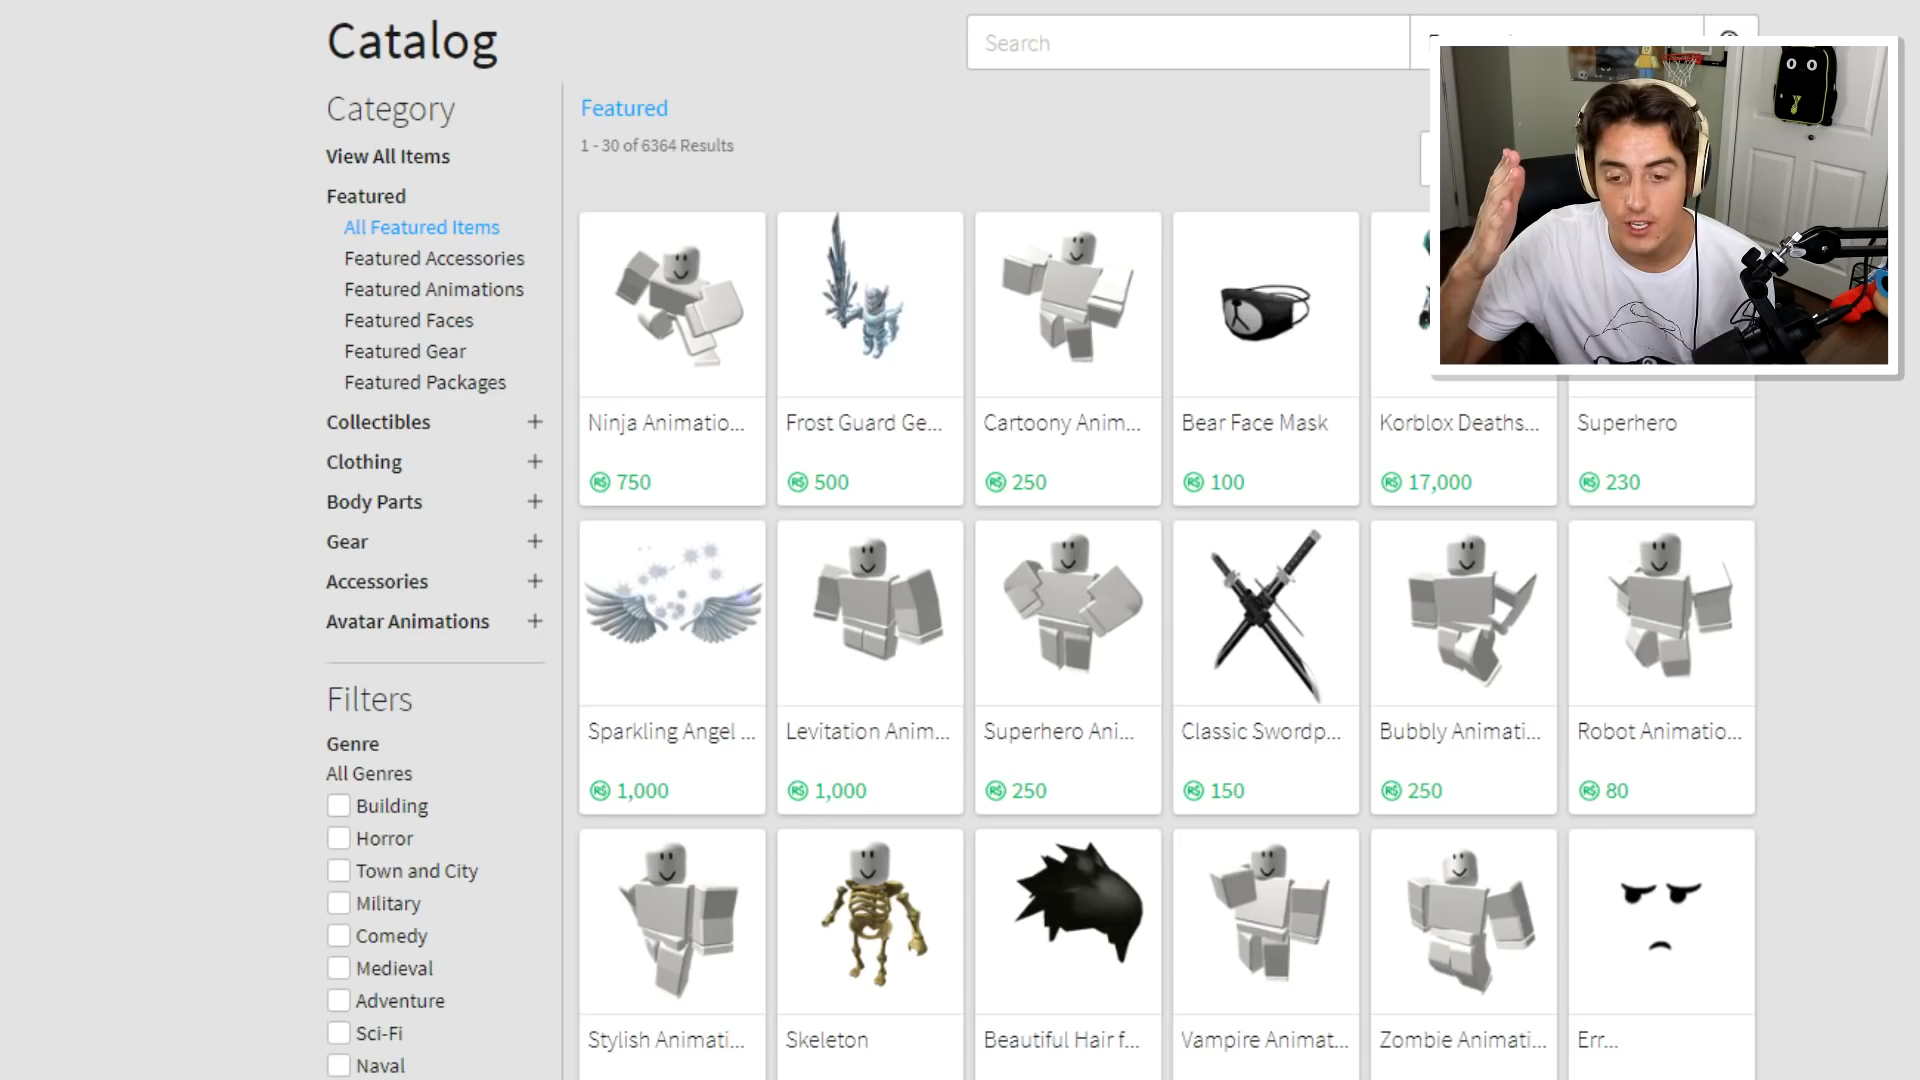 Catalog
Search
Category
View All Items
Featured
All Featured Items
Featured Accessories
Featured Animations
Featured Faces
Featured Gear
Featured Packages
Collectibles +
Clothing +
Body Parts +
Gear +
Accessories +
Avatar Animations +
Filters
Genre
All Genres
Building
Horror
Town and City
Military
Comedy
Medieval
Adventure
Sci-Fi
Naval
Featured
1 - 30 of 6364 Results
Ninja Animatio...
R$ 750
Frost Guard Ge...
R$ 500
Cartoony Anim...
R$ 250
Bear Face Mask
R$ 100
Korblox Deaths...
R$ 17,000
Superhero
R$ 230
Sparkling Angel ...
R$ 1,000
Levitation Anim...
R$ 1,000
Superhero Ani...
R$ 250
Classic Swordp...
R$ 150
Bubbly Animati...
R$ 250
Robot Animatio...
R$ 80
Stylish Animati...
Skeleton
Beautiful Hair f...
Vampire Animat...
Zombie Animati...
Err...